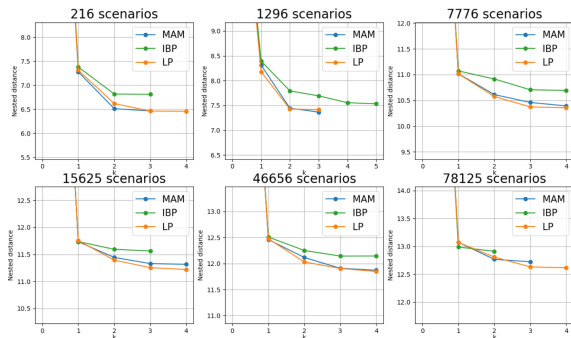 216 scenarios
Nested distance
8.0
7.5
7.0
6.5
6.0
5.5
0 1 2 3 4
k
MAM
IBP
LP
1296 scenarios
Nested distance
9.0
8.5
8.0
7.5
7.0
6.5
0 1 2 3 4 5
k
MAM
IBP
LP
7776 scenarios
Nested distance
12.0
11.5
11.0
10.5
10.0
9.5
0 1 2 3 4
k
MAM
IBP
LP
15625 scenarios
Nested distance
12.5
12.0
11.5
11.0
10.5
0 1 2 3 4
k
MAM
IBP
LP
46656 scenarios
Nested distance
13.0
12.5
12.0
11.5
11.0
0 1 2 3 4
k
MAM
IBP
LP
78125 scenarios
Nested distance
14.0
13.5
13.0
12.5
12.0
0 1 2 3 4
k
MAM
IBP
LP